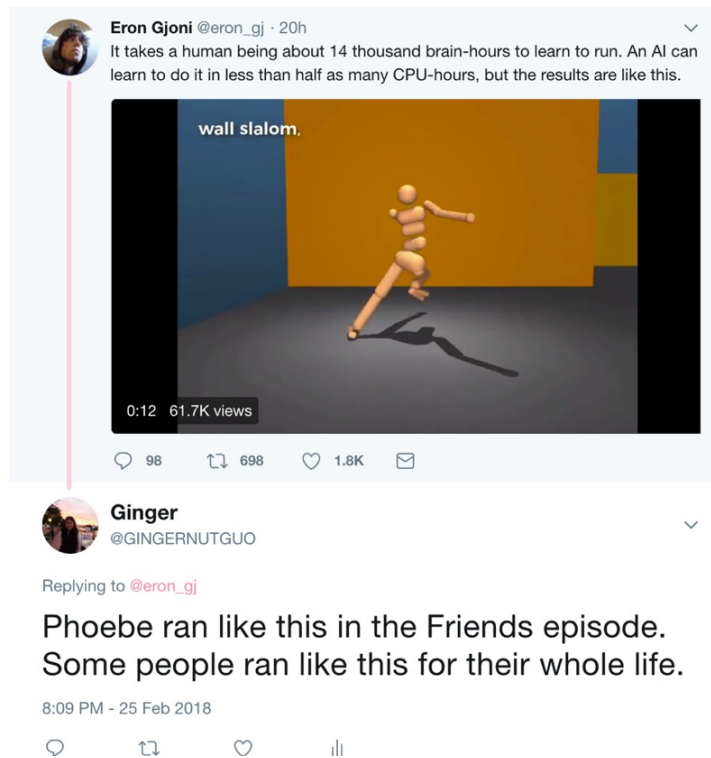 Eron Gjoni @eron_gj · 20h
It takes a human being about 14 thousand brain-hours to learn to run. An AI can
learn to do it in less than half as many CPU-hours, but the results are like this.
wall slalom,
0:12 61.7K views
98 698 1.8K
Ginger
@GINGERNUTGUO
Replying to @eron_gj
Phoebe ran like this in the Friends episode.
Some people ran like this for their whole life.
8:09 PM - 25 Feb 2018